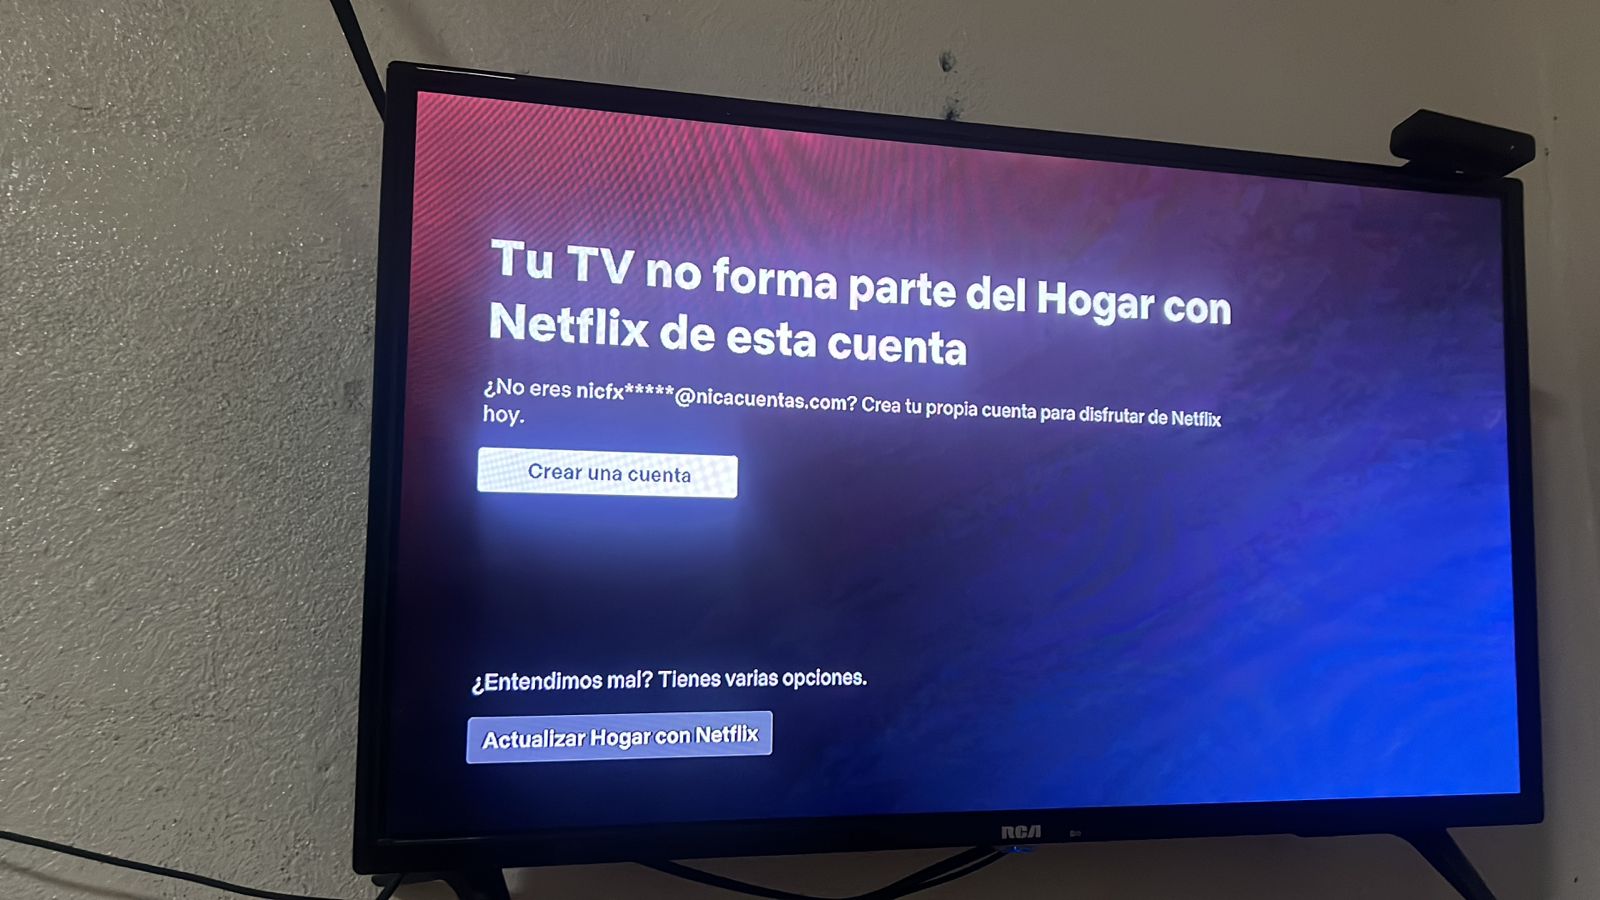 Tu TV no forma parte del Hogar con
Netflix de esta cuenta
¿No eres nicfx*****@nicacuentas.com? Crea tu propia cuenta para disfrutar de Netflix
hoy.
Crear una cuenta
¿Entendimos mal? Tienes varias opciones.
Actualizar Hogar con Netflix
RCA